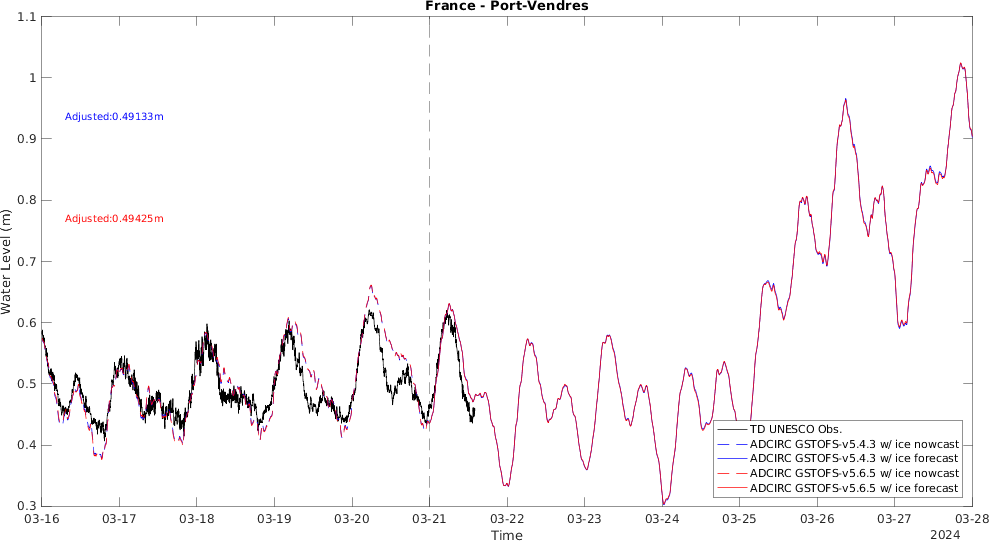 France - Port-Vendres
1.1
1
0.9
0.8
0.7
0.6
0.5
0.4
0.3
Water Level (m)
Adjusted:0.49133m
Adjusted:0.49425m
TD UNESCO Obs.
ADCIRC GSTOFS-v5.4.3 w/ ice nowcast
ADCIRC GSTOFS-v5.4.3 w/ ice forecast
ADCIRC GSTOFS-v5.6.5 w/ ice nowcast
ADCIRC GSTOFS-v5.6.5 w/ ice forecast
03-16 03-17 03-18 03-19 03-20 03-21 03-22 03-23 03-24 03-25 03-26 03-27 03-28
Time
2024